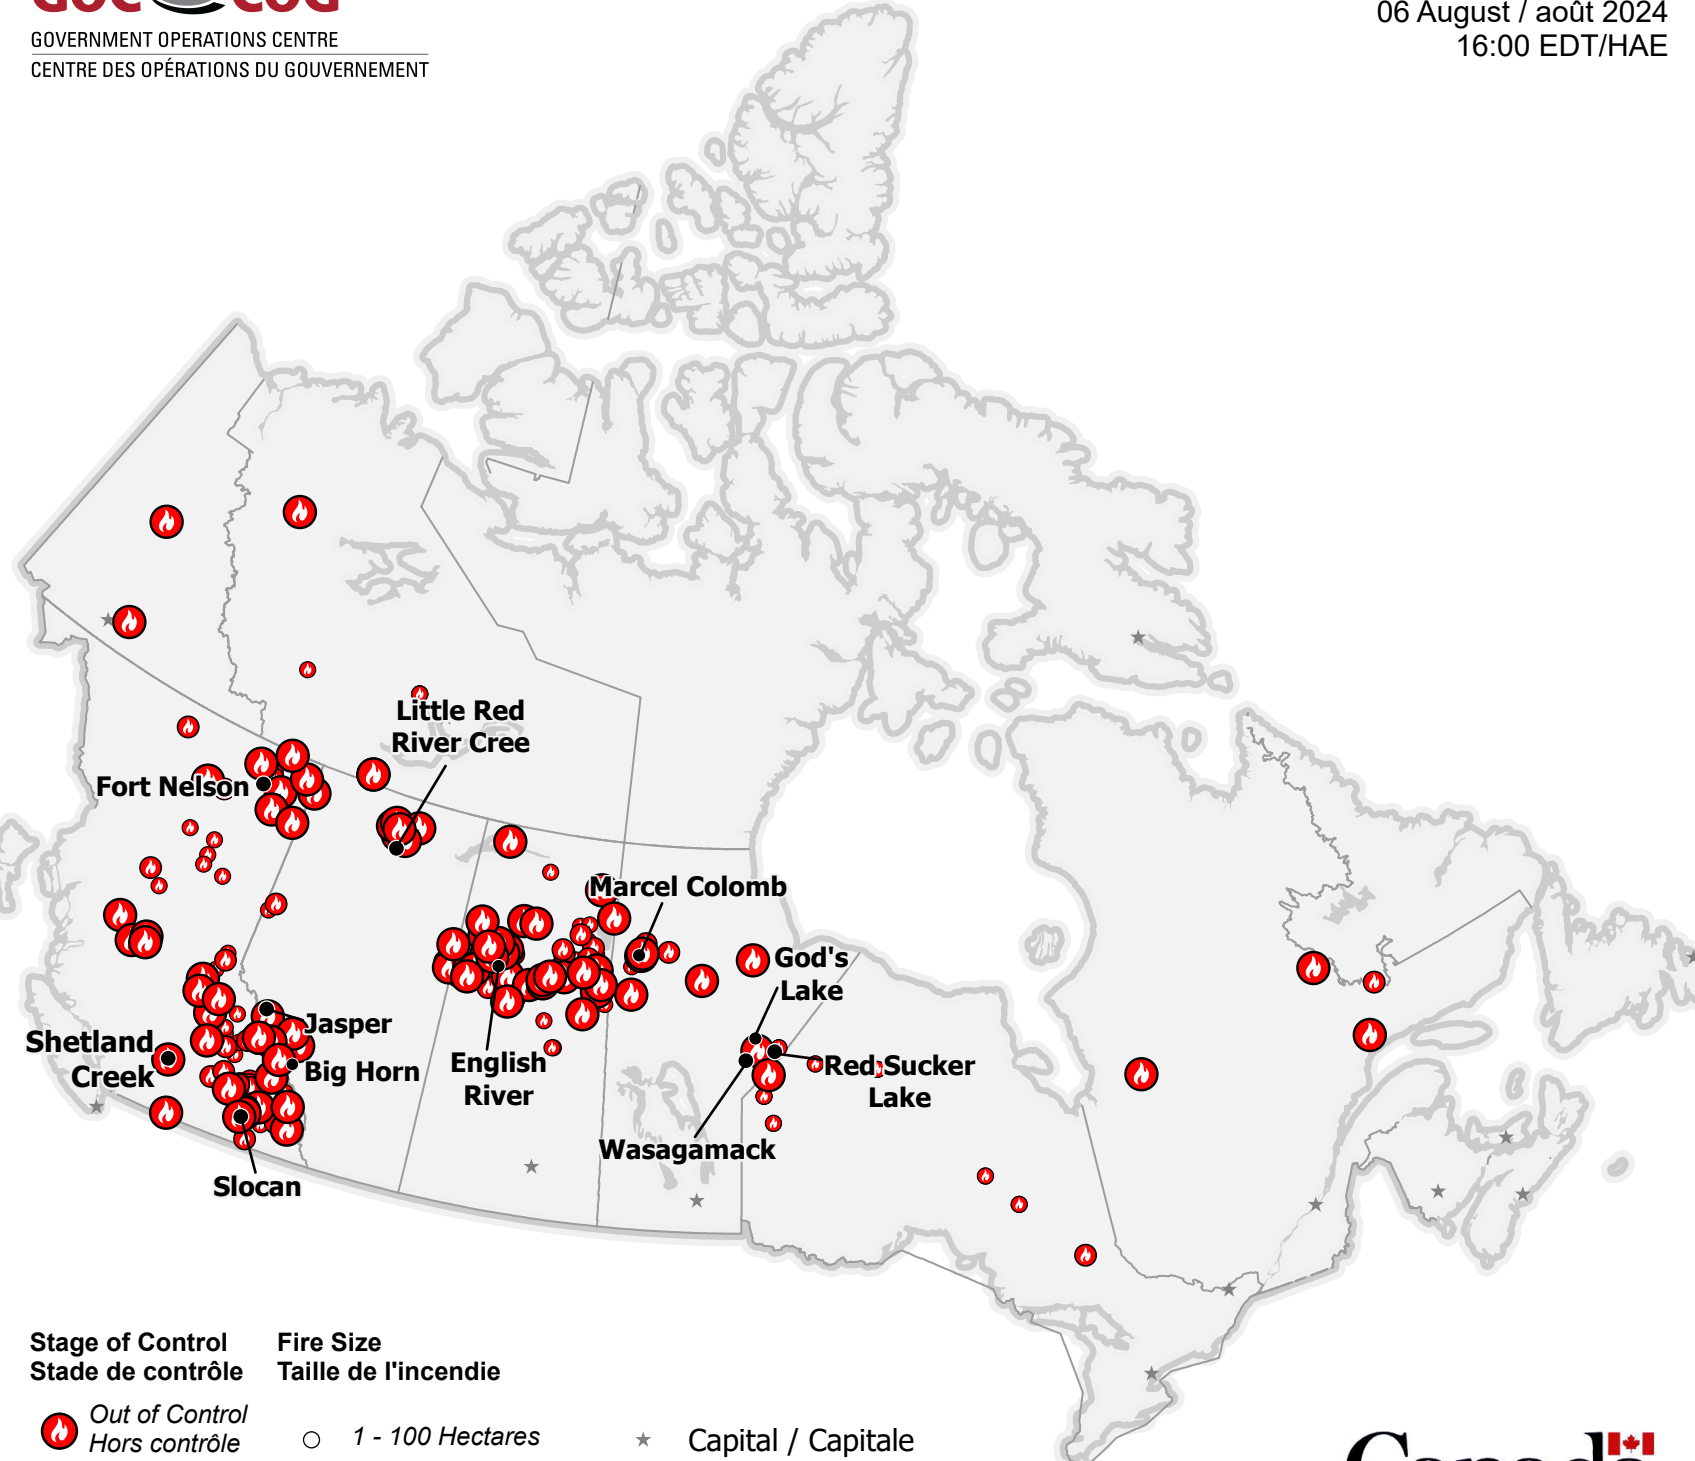 GOC COG
GOVERNMENT OPERATIONS CENTRE
CENTRE DES OPÉRATIONS DU GOUVERNEMENT
06 August / août 2024
16:00 EDT/HAE
Little Red
River Cree
Fort Nelson
Marcel Colomb
God's
Lake
Jasper
Shetland
Creek
Big Horn
English
River
Red Sucker
Lake
Wasagamack
Slocan
Stage of Control
Stade de contrôle
Fire Size
Taille de l'incendie
Out of Control
Hors contrôle
1 - 100 Hectares
Capital / Capitale
Canada